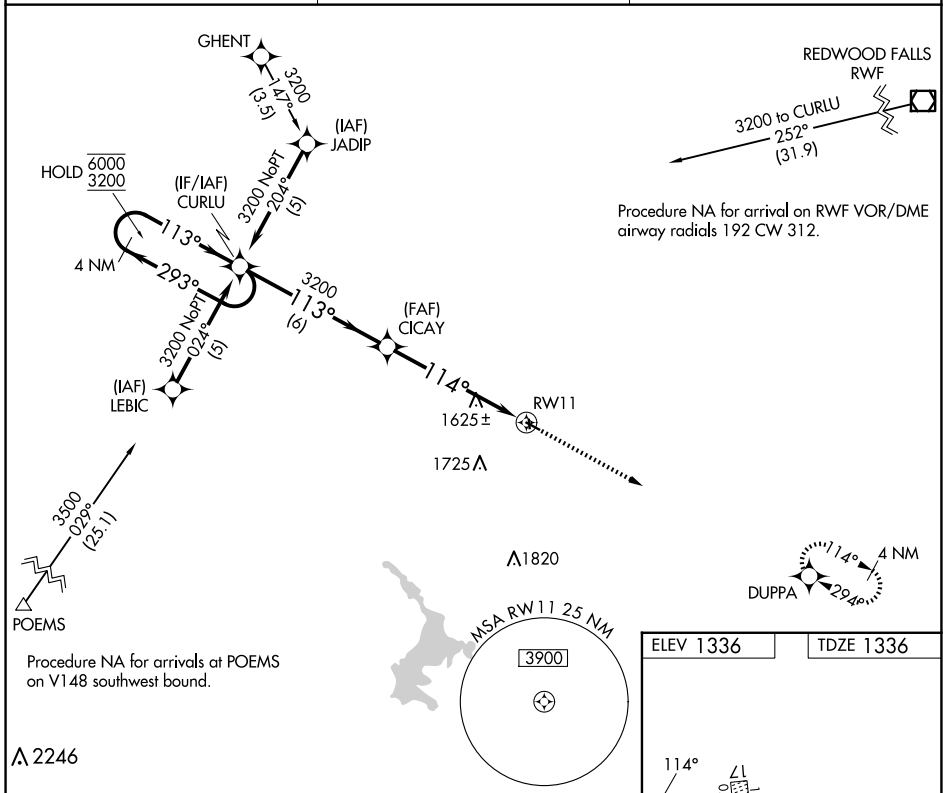 GHENT
3200
147°
(3.5)
(IAF)
JADIP
3200 NoPT
204°
(5)
REDWOOD FALLS
RWF
3200 to CURLU
252°
(31.9)
Procedure NA for arrival on RWF VOR/DME
airway radials 192 CW 312.
HOLD 6000
3200
(IF/IAF)
CURLU
113°
4 NM
293°
3200
113°
(6)
(FAF)
CICAY
3200 NoPT
024°
(5)
(IAF)
LEBIC
114°
1625 ±
RW11
1725
3500
029°
(25.1)
POEMS
1820
114°
4 NM
DUPPA
294°
Procedure NA for arrivals at POEMS
on V148 southwest bound.
MSA RW11 25 NM
3900
2246
ELEV 1336
TDZE 1336
114°
17